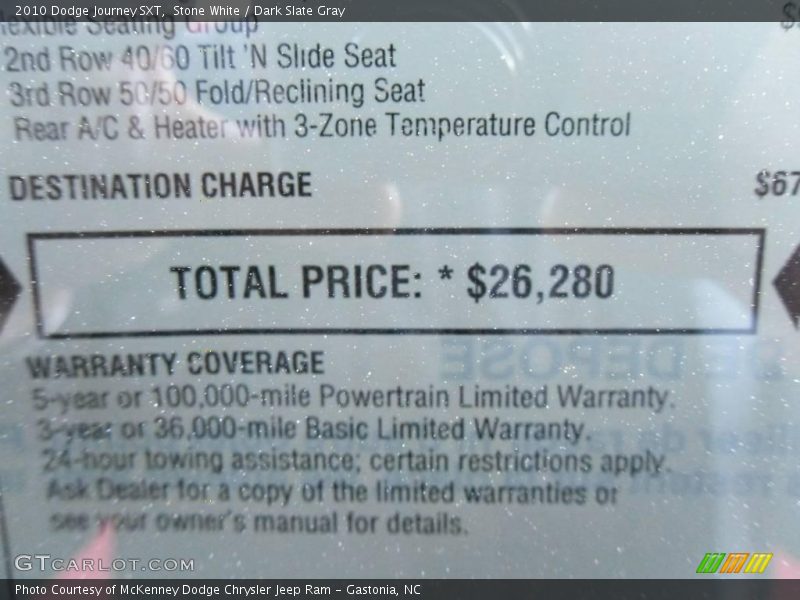 2010 Dodge Journey SXT, Stone White / Dark Slate Gray
Flexible Seating Group
2nd Row 40/60 Tilt 'N Slide Seat
3rd Row 50/50 Fold/Reclining Seat
Rear A/C & Heater with 3-Zone Temperature Control
DESTINATION CHARGE $67
TOTAL PRICE: * $26,280
WARRANTY COVERAGE
5-year or 100,000-mile Powertrain Limited Warranty.
3-year or 36,000-mile Basic Limited Warranty.
24-hour towing assistance; certain restrictions apply.
Ask Dealer for a copy of the limited warranties or
see your owner's manual for details.
GTCARLOT.COM
Photo Courtesy of McKenney Dodge Chrysler Jeep Ram - Gastonia, NC